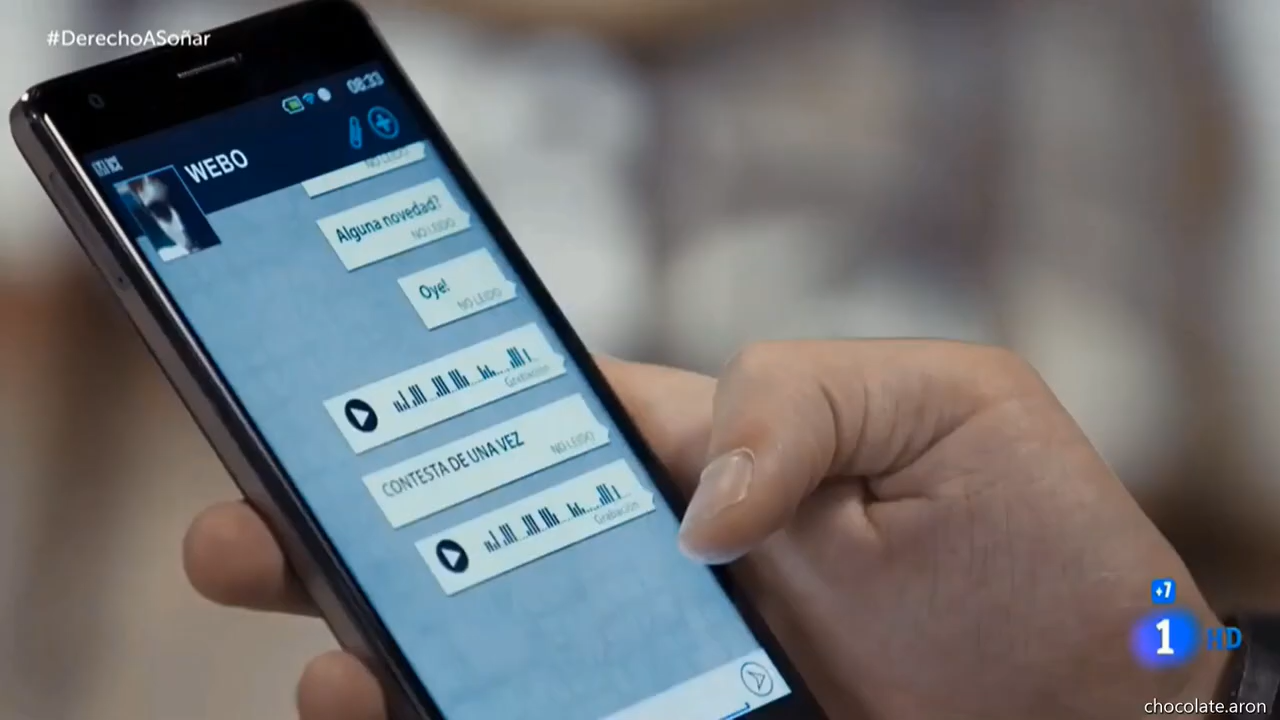 #DerechoASoñar
08:33
WEBO
NO LEIDO
Alguna novedad?
NO LEIDO
Oye!
NO LEIDO
Grabación
CONTESTA DE UNA VEZ
NO LEIDO
Grabación
+7
1 HD
chocolate.aron